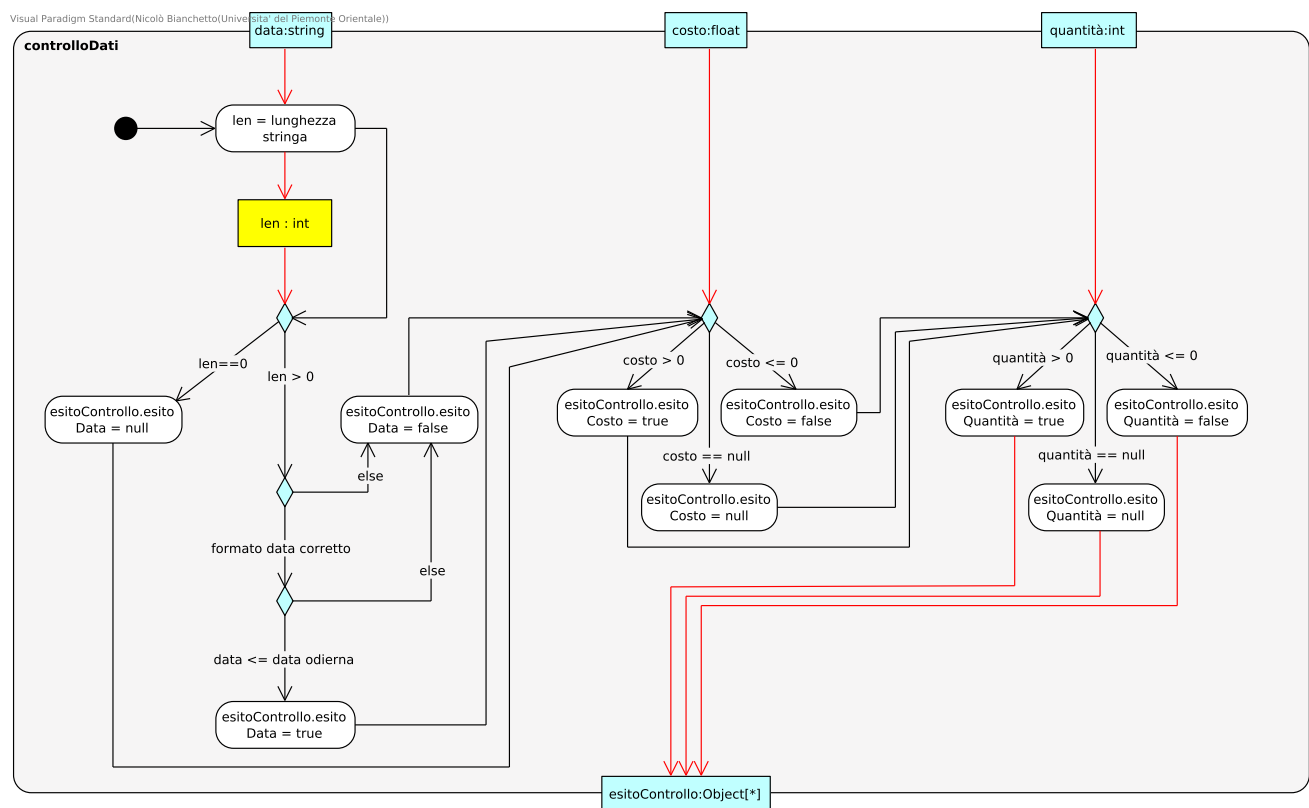 Visual Paradigm Standard(Nicolò Bianchetto(Universita' del Piemonte Orientale))
data:string
costo:float
quantità:int
controlloDati
len = lunghezza
stringa
len : int
len==0
len > 0
costo > 0
costo <= 0
quantità > 0
quantità <= 0
esitoControllo.esito
Data = null
esitoControllo.esito
Data = false
esitoControllo.esito
Costo = true
esitoControllo.esito
Costo = false
esitoControllo.esito
Quantità = true
esitoControllo.esito
Quantità = false
else
costo == null
quantità == null
esitoControllo.esito
Costo = null
esitoControllo.esito
Quantità = null
formato data corretto
else
data <= data odierna
esitoControllo.esito
Data = true
esitoControllo:Object[*]